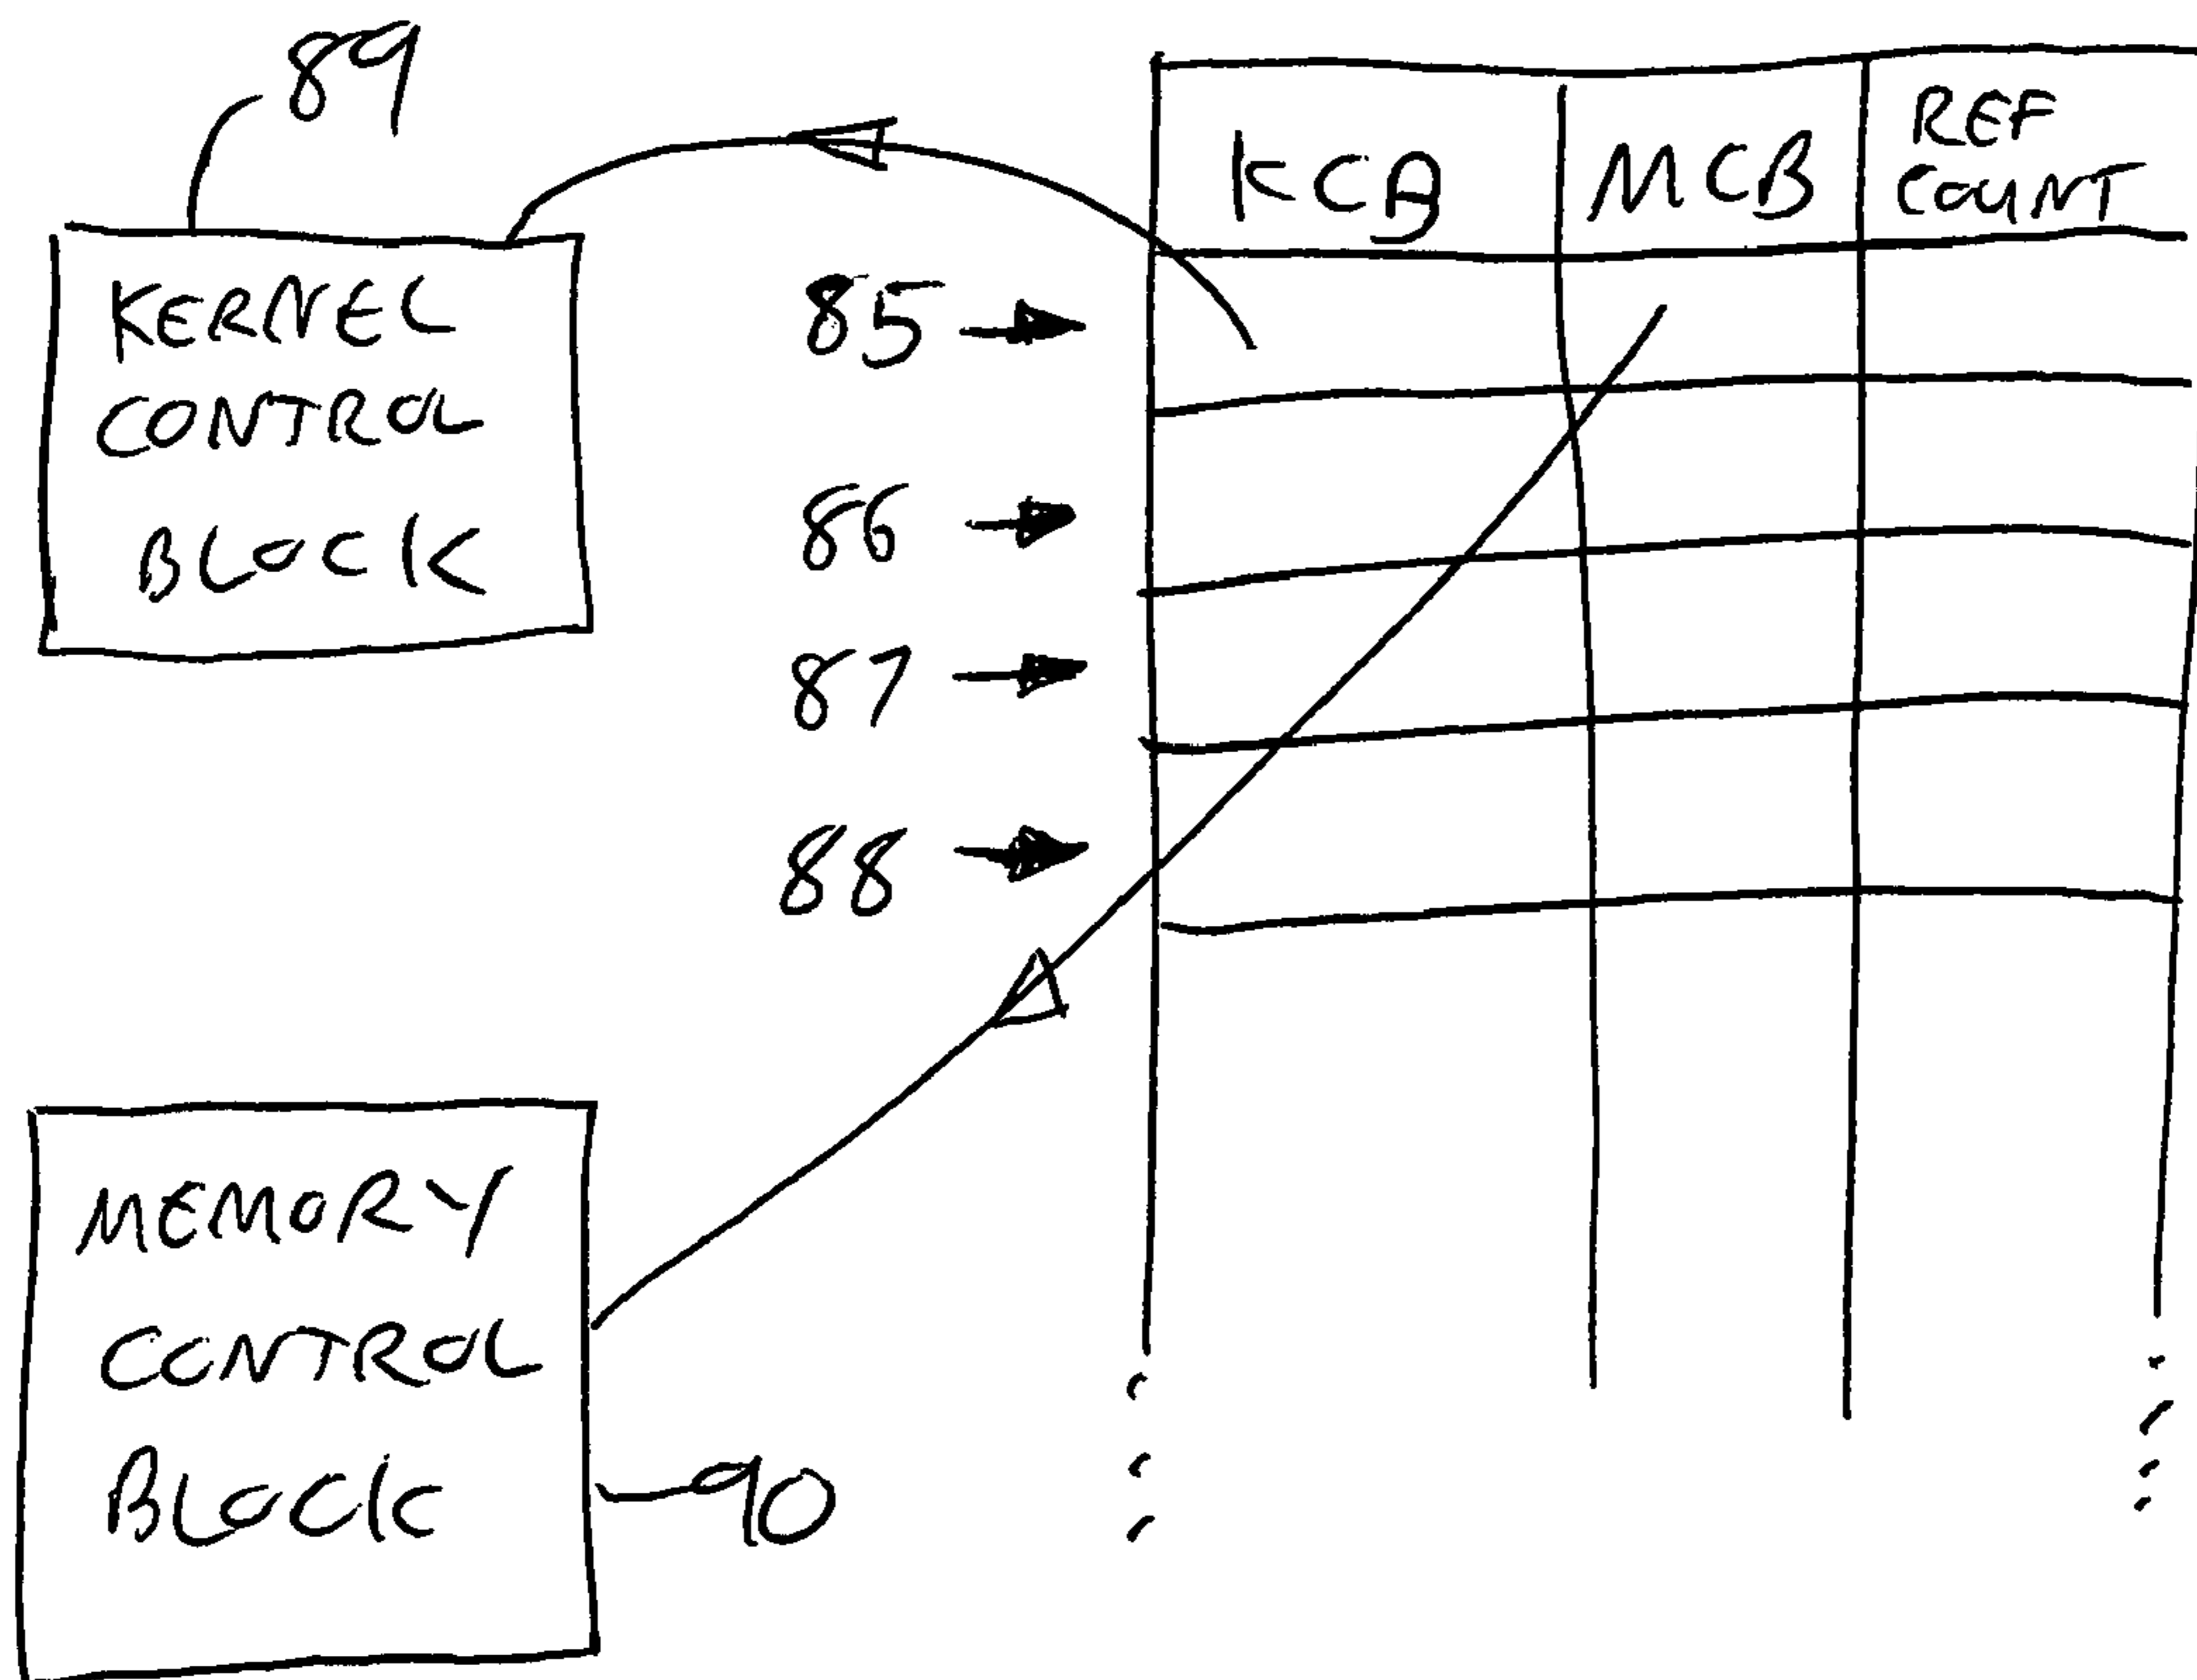 89
KCB MCB REF
COUNT
KERNEL
CONTROL
BLOCK
85
86
87
88
MEMORY
CONTROL
BLOCK
90